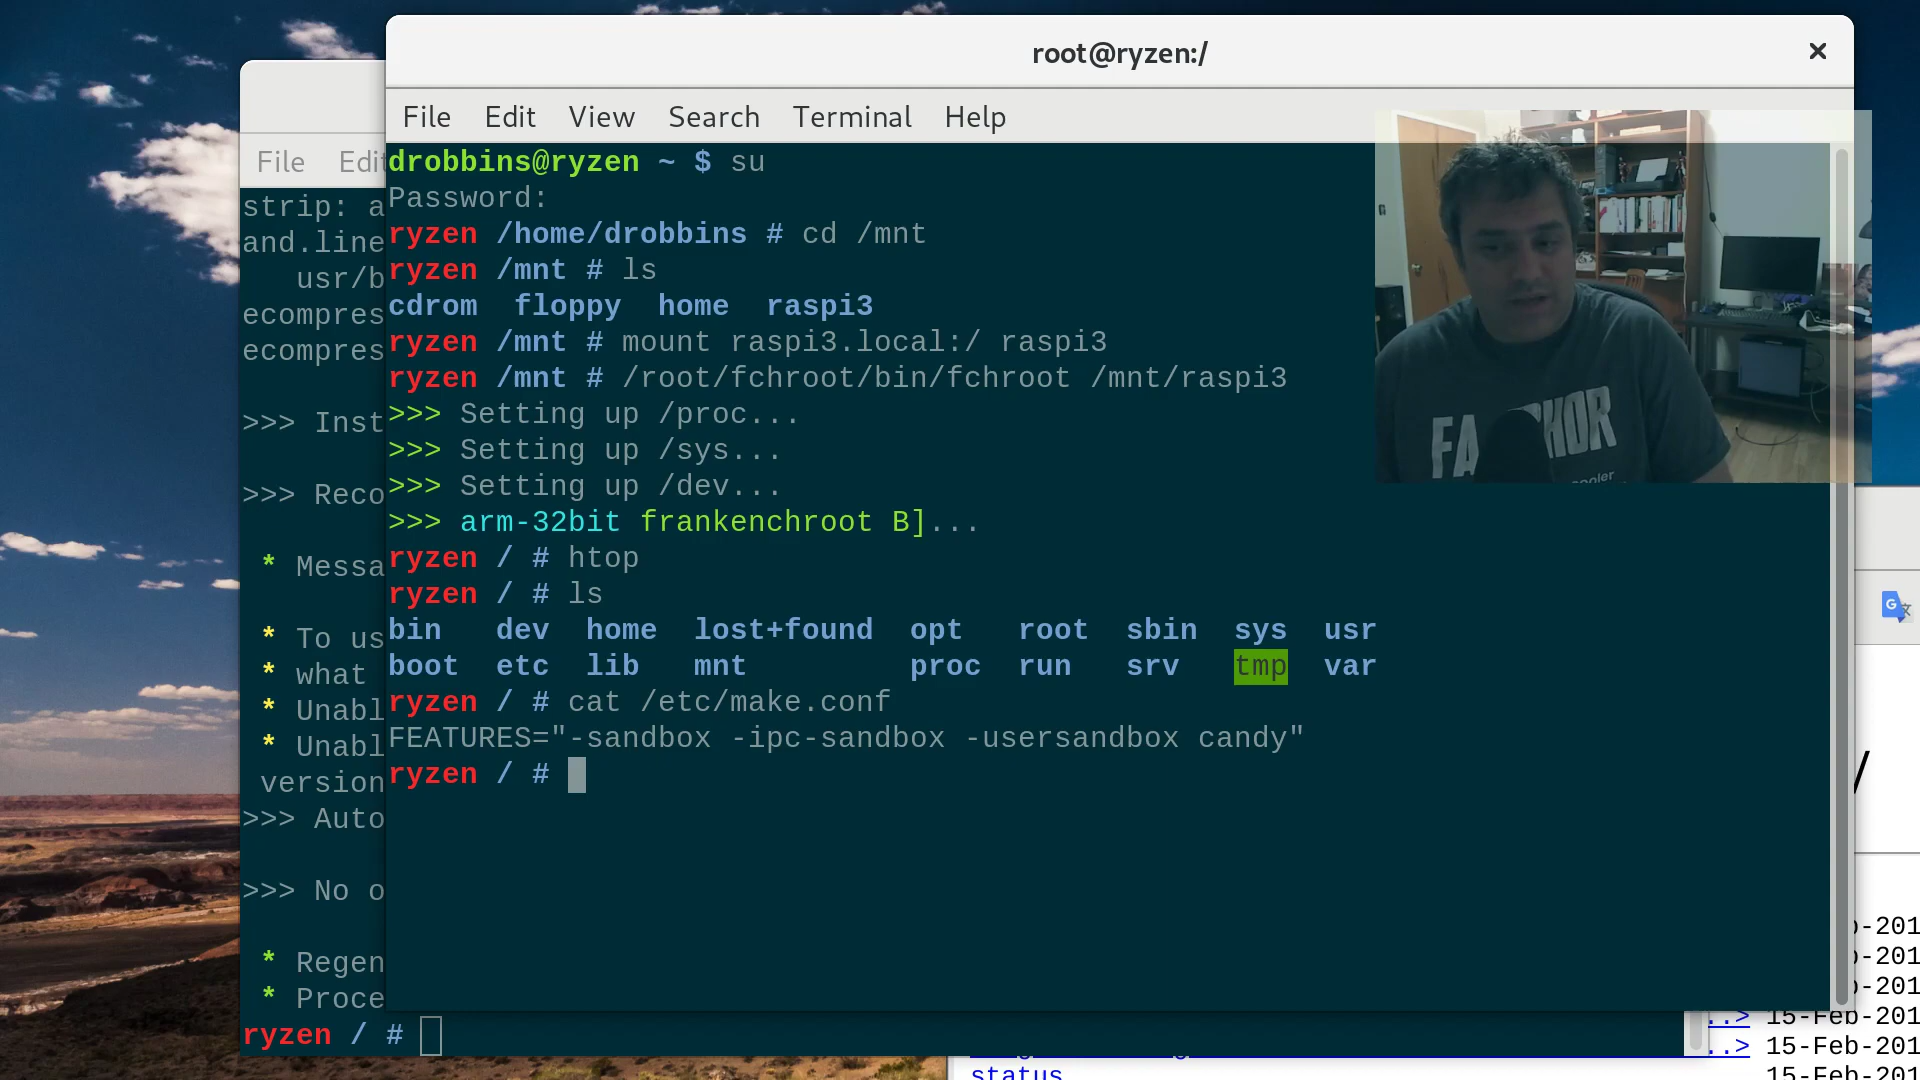 root@ryzen:/
File Edit View Search Terminal Help
drobbins@ryzen ~ $ su
Password:
ryzen /home/drobbins # cd /mnt
ryzen /mnt # ls
cdrom floppy home raspi3
ryzen /mnt # mount raspi3.local:/ raspi3
ryzen /mnt # /root/fchroot/bin/fchroot /mnt/raspi3
>>> Setting up /proc...
>>> Setting up /sys...
>>> Setting up /dev...
>>> arm-32bit frankenchroot B]...
ryzen / # htop
ryzen / # ls
bin dev home lost+found opt root sbin sys usr
boot etc lib mnt proc run srv tmp var
ryzen / # cat /etc/make.conf
FEATURES="-sandbox -ipc-sandbox -usersandbox candy"
ryzen / #
File Edit
strip: a
and.line
usr/b
ecompres
ecompres
>>> Inst
>>> Reco
* Messa
* To us
* what
* Unabl
* Unabl
version
>>> Auto
>>> No o
* Regen
* Proce
ryzen / #
G
/
-201
-201
-201
..> 15-Feb-201
..> 15-Feb-201
status 15-Feb-201